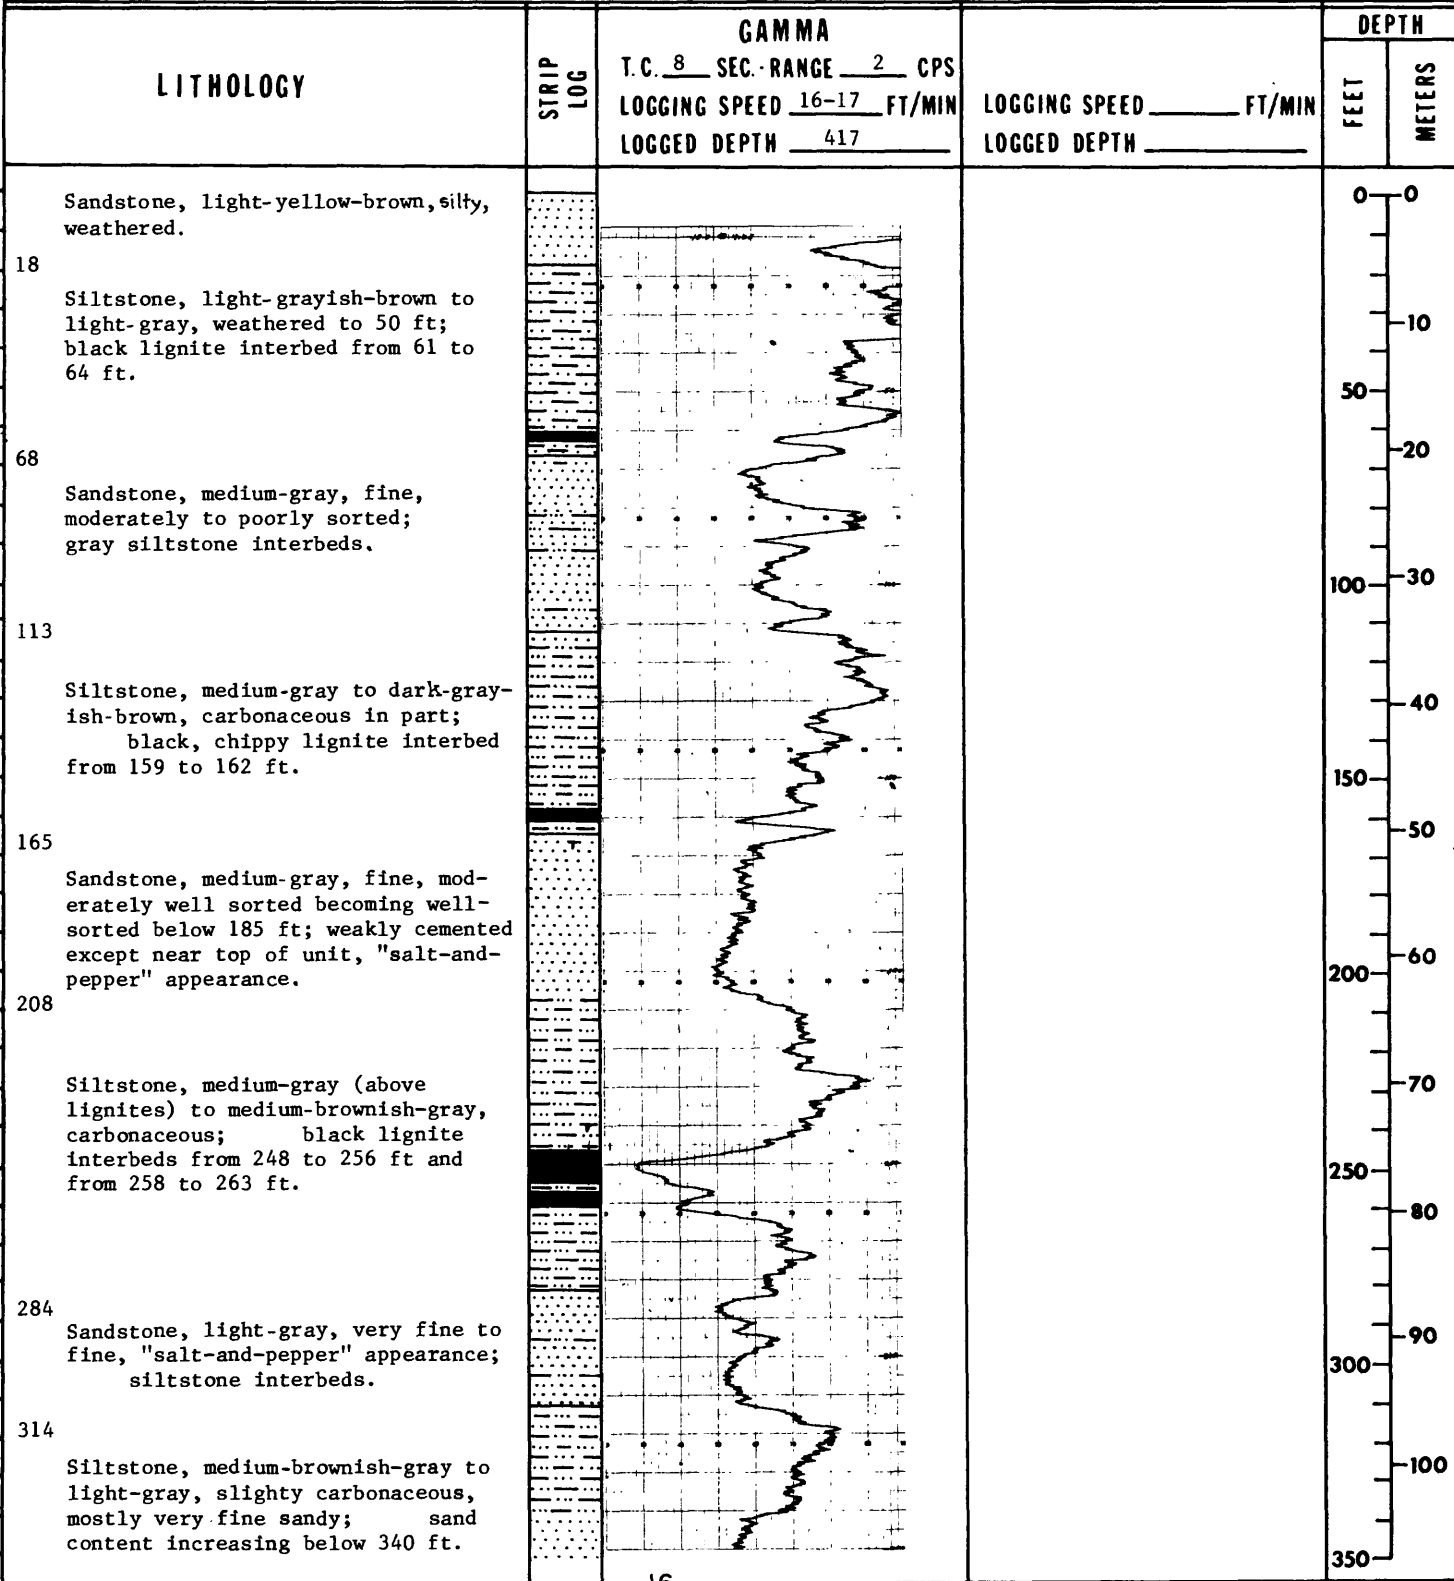 LITHOLOGY
STRIP LOG
GAMMA
T.C. 8 SEC.·RANGE 2 CPS
LOGGING SPEED 16-17 FT/MIN
LOGGED DEPTH 417
LOGGING SPEED ____ FT/MIN
LOGGED DEPTH ____
DEPTH
FEET
METERS
Sandstone, light-yellow-brown, silty,
weathered.
18
Siltstone, light-grayish-brown to
light-gray, weathered to 50 ft;
black lignite interbed from 61 to
64 ft.
68
Sandstone, medium-gray, fine,
moderately to poorly sorted;
gray siltstone interbeds.
113
Siltstone, medium-gray to dark-gray-
ish-brown, carbonaceous in part;
black, chippy lignite interbed
from 159 to 162 ft.
165
Sandstone, medium-gray, fine, mod-
erately well sorted becoming well-
sorted below 185 ft; weakly cemented
except near top of unit, "salt-and-
pepper" appearance.
208
Siltstone, medium-gray (above
lignites) to medium-brownish-gray,
carbonaceous; black lignite
interbeds from 248 to 256 ft and
from 258 to 263 ft.
284
Sandstone, light-gray, very fine to
fine, "salt-and-pepper" appearance;
siltstone interbeds.
314
Siltstone, medium-brownish-gray to
light-gray, slighty carbonaceous,
mostly very fine sandy; sand
content increasing below 340 ft.
0
50
100
150
200
250
300
350
0
10
20
30
40
50
60
70
80
90
100